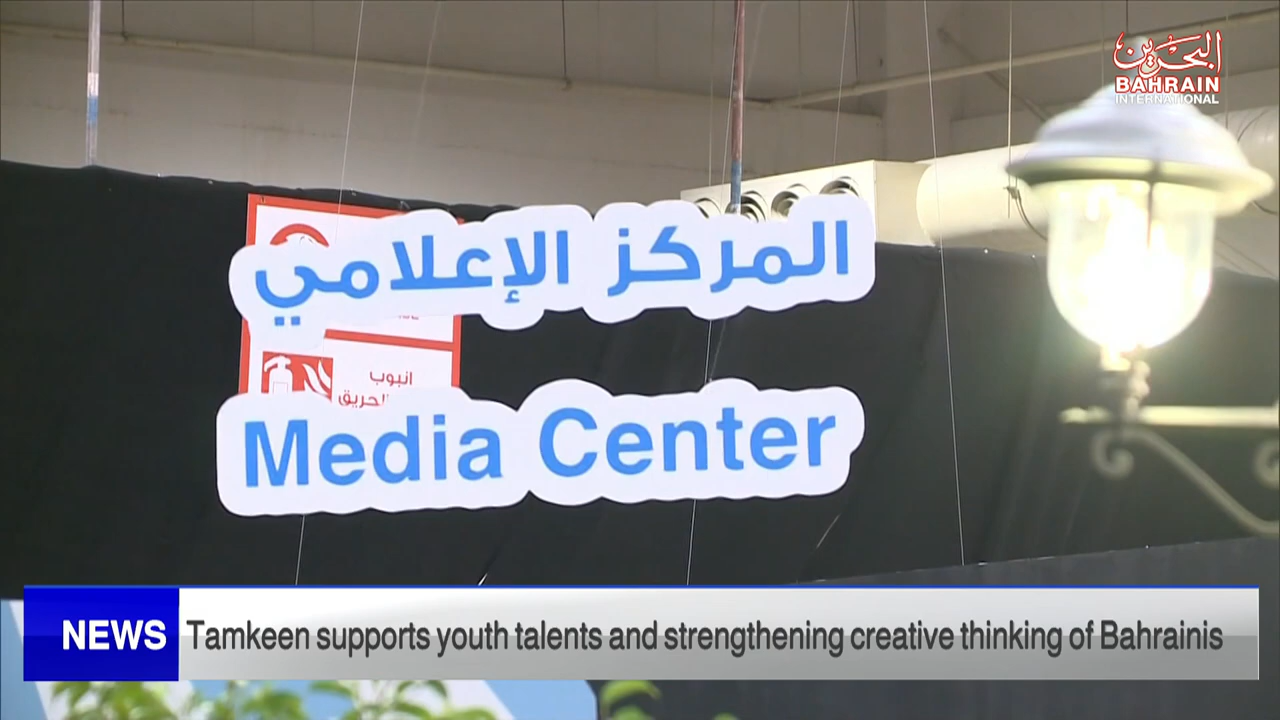 البحرين
BAHRAIN
INTERNATIONAL
المركز الإعلامي
انبوب
الحريق
Media Center
NEWS
Tamkeen supports youth talents and strengthening creative thinking of Bahrainis